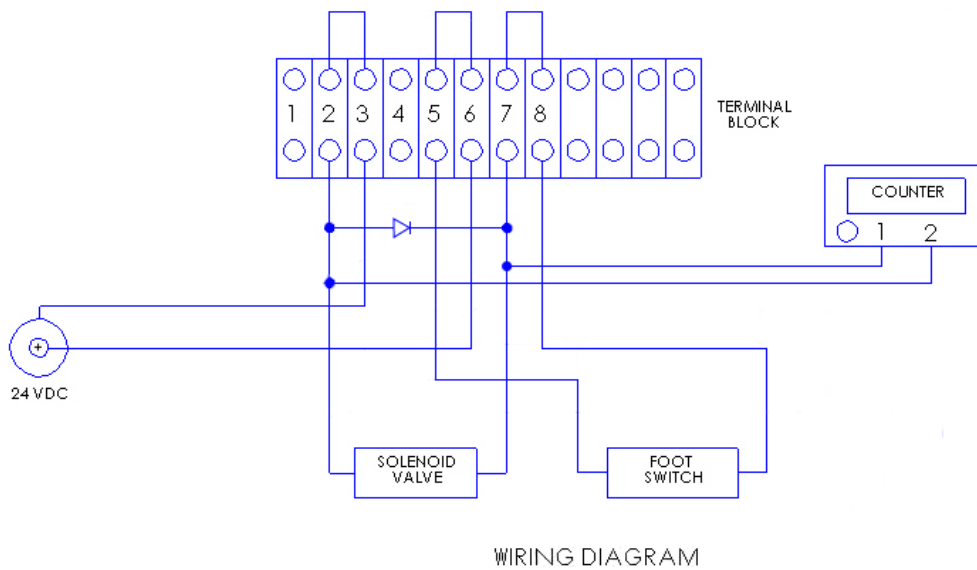 1 2 3 4 5 6 7 8
TERMINAL
BLOCK
COUNTER
1 2
+
24 VDC
SOLENOID
VALVE
FOOT
SWITCH
WIRING DIAGRAM